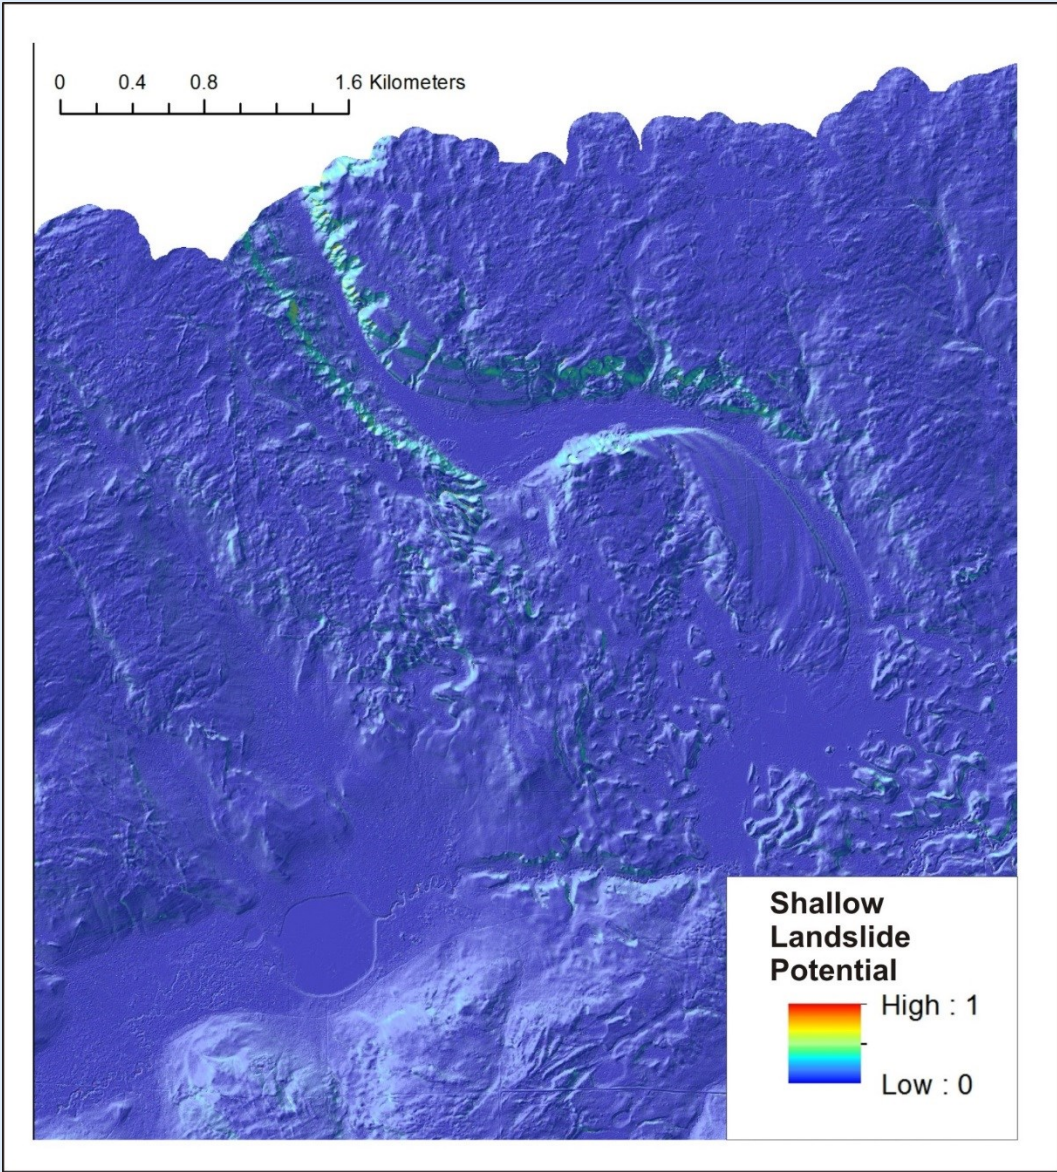 0 0.4 0.8 1.6 Kilometers
Shallow
Landslide
Potential
High : 1
Low : 0